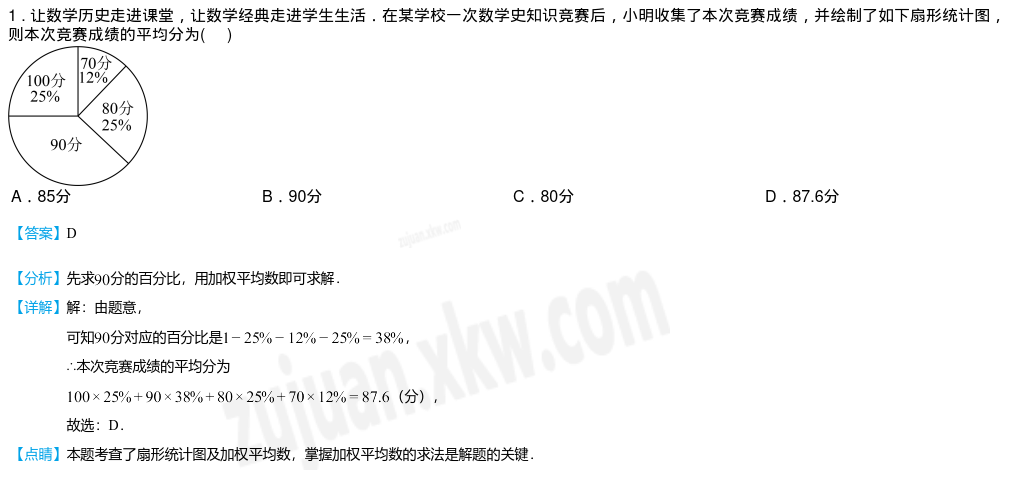 1．让数学历史走进课堂，让数学经典走进学生生活．在某学校一次数学史知识竞赛后，小明收集了本次竞赛成绩，并绘制了如下扇形统计图，
则本次竞赛成绩的平均分为(    )
70分
12%
100分
25%
80分
25%
90分
A．85分 B．90分 C．80分 D．87.6分
【答案】D
zujuan.xkw.com
【分析】先求90分的百分比，用加权平均数即可求解．
【详解】解：由题意，
可知90分对应的百分比是1－25%－12%－25%＝38%，
∴本次竞赛成绩的平均分为
100×25%＋90×38%＋80×25%＋70×12%＝87.6（分），
故选：D．
【点睛】本题考查了扇形统计图及加权平均数，掌握加权平均数的求法是解题的关键．
zujuan.xkw.com